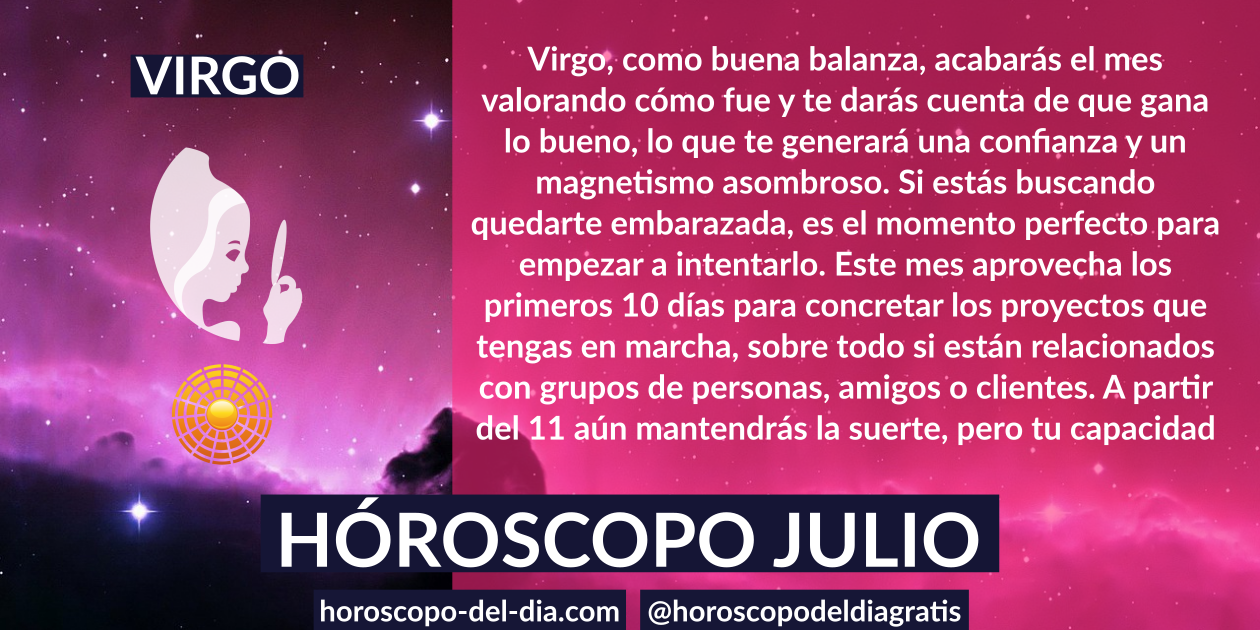 VIRGO
Virgo, como buena balanza, acabarás el mes
valorando cómo fue y te darás cuenta de que gana
lo bueno, lo que te generará una confianza y un
magnetismo asombroso. Si estás buscando
quedarte embarazada, es el momento perfecto para
empezar a intentarlo. Este mes aprovecha los
primeros 10 días para concretar los proyectos que
tengas en marcha, sobre todo si están relacionados
con grupos de personas, amigos o clientes. A partir
del 11 aún mantendrás la suerte, pero tu capacidad
HÓROSCOPO JULIO
horoscopo-del-dia.com
@horoscopodeldiagratis